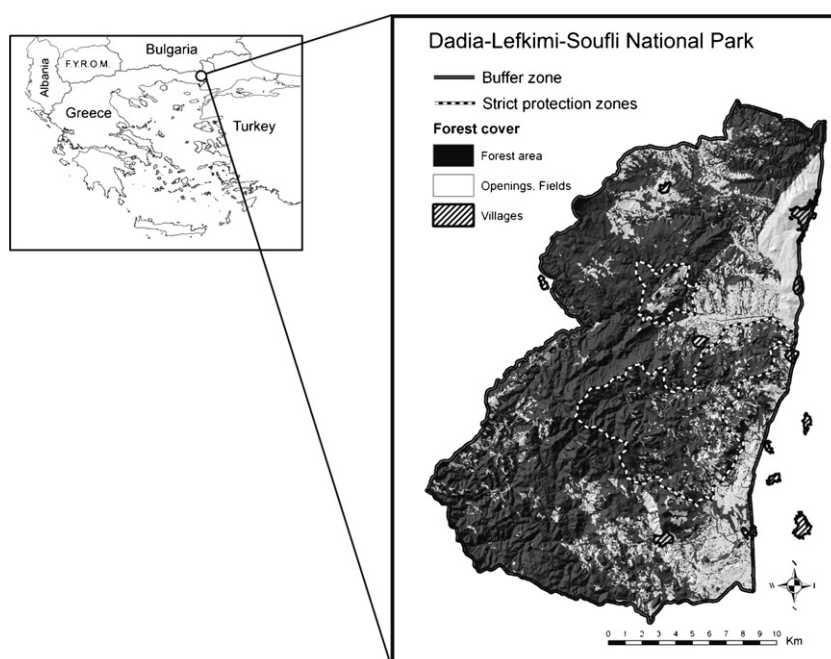 Bulgaria
Albania
F.Y.R.O.M.
Greece
Turkey
Dadia-Lefkimi-Soufli National Park
Buffer zone
Strict protection zones
Forest cover
Forest area
Openings, Fields
Villages
0 1 2 3 4 5 6 7 8 9 10
Km